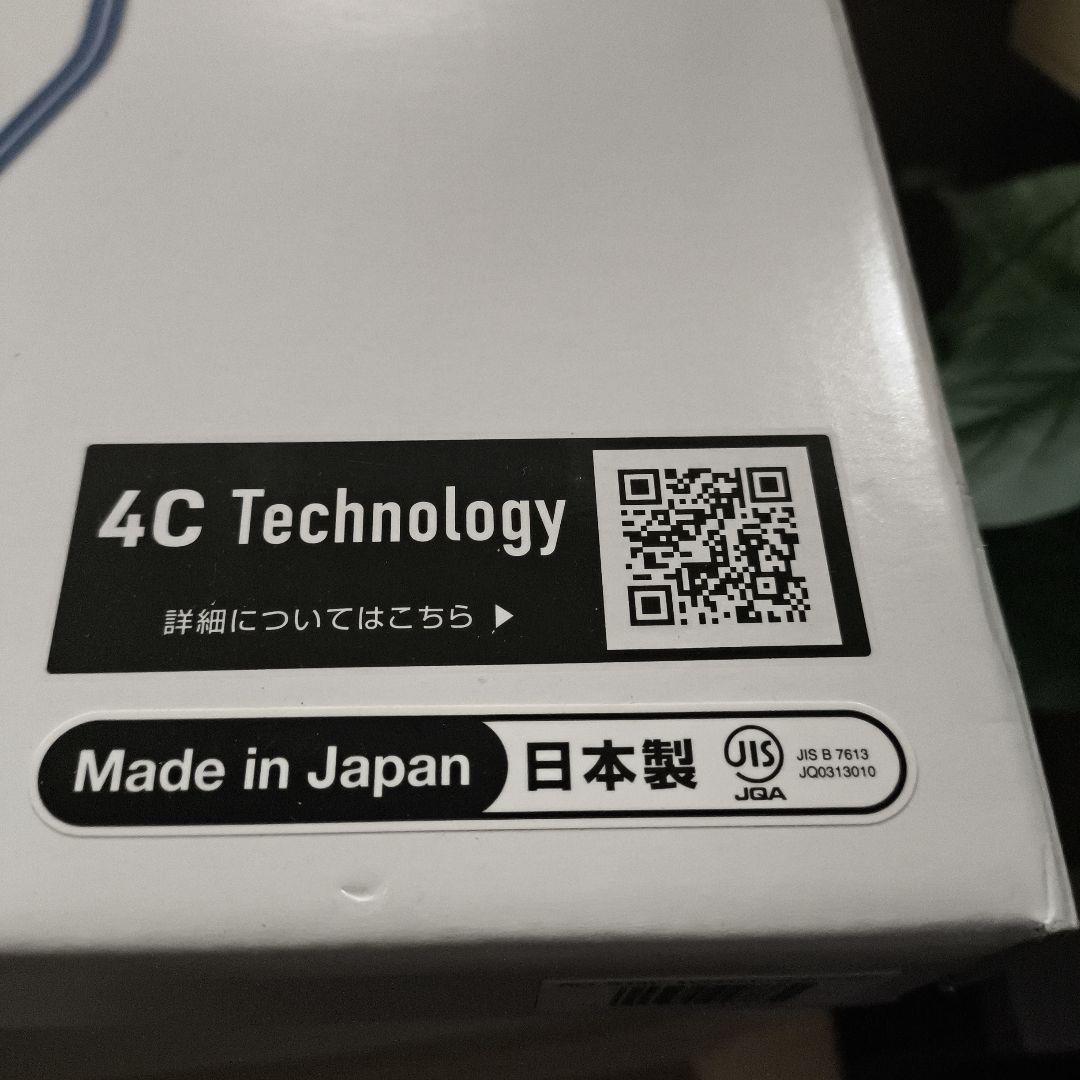 4C Technology
詳細についてはこちら ▶
Made in Japan
日本製
JIS
JQA
JIS B 7613
JQ0313010